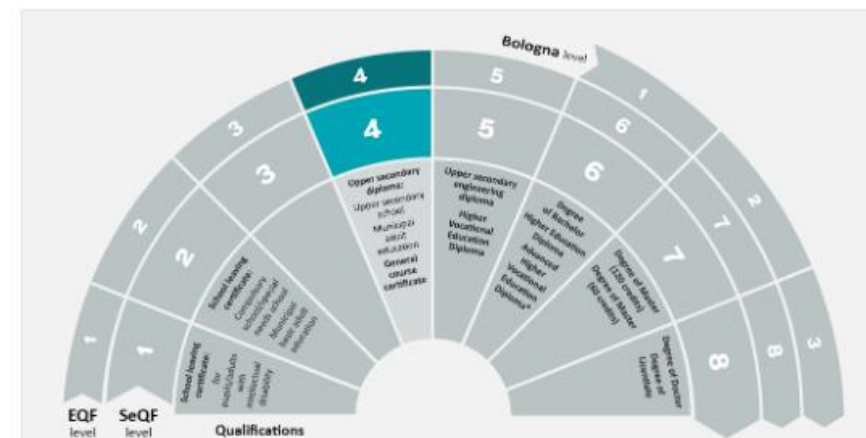 Bologna level
1
2
3
4
5
6
7
8
1
2
3
1
2
3
4
5
6
7
8
School leaving
certificate:
for
pupils/adults
with
intellectual
disability
School leaving
certificate:
Compulsory
school/special
needs school
Municipal
basic adult
education
Upper secondary
diploma:
Upper secondary
school
Municipal
adult
education
General
course
certificate
Upper secondary
engineering
diploma
Higher
Vocational
Education
Diploma
Degree
of Bachelor
Higher Education
Diploma
Advanced
Higher
Vocational
Education
Diploma*
Degree of Master
(120 credits)
Degree of Master
(60 credits)
Degree of Doctor
Degree of
Licentiate
EQF
level
SeQF
level
Qualifications